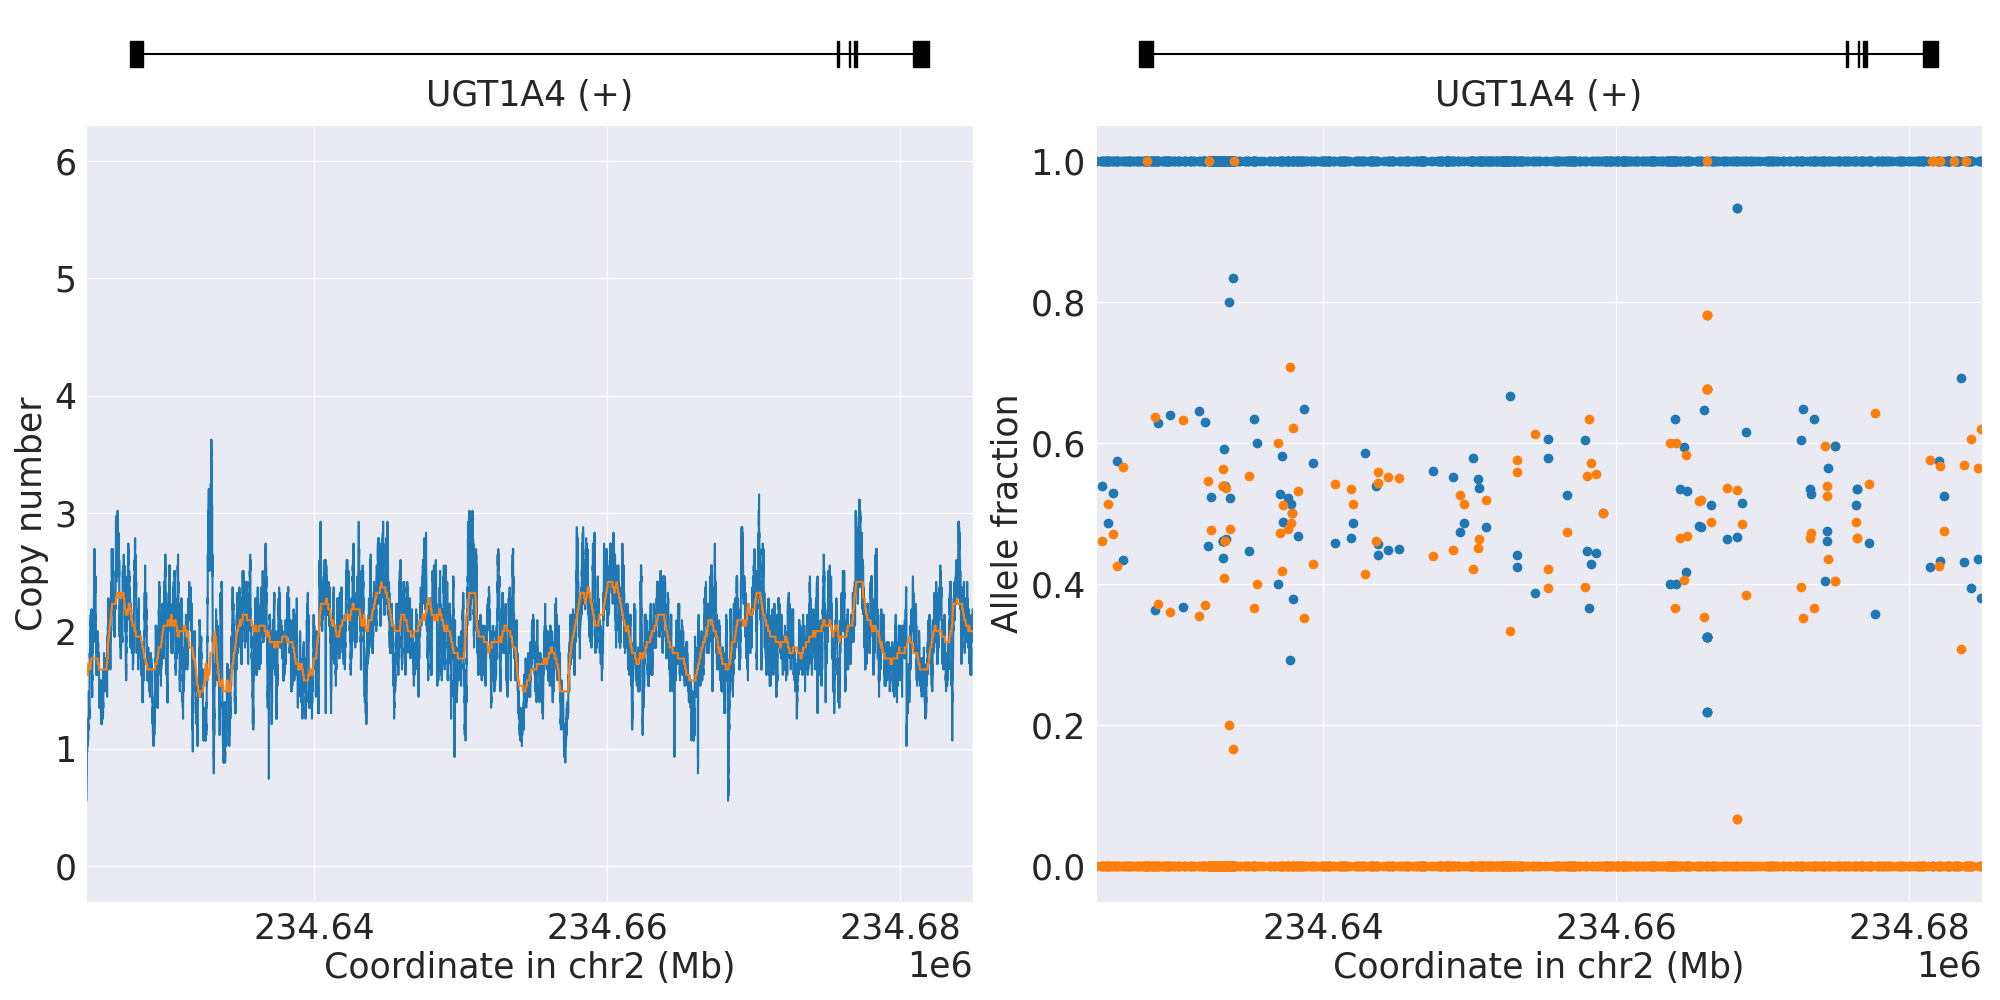 UGT1A4 (+)
6
5
4
3
2
1
0
Copy number
234.64 234.66 234.68
1e6
Coordinate in chr2 (Mb)
UGT1A4 (+)
1.0
0.8
0.6
0.4
0.2
0.0
Allele fraction
234.64 234.66 234.68
1e6
Coordinate in chr2 (Mb)